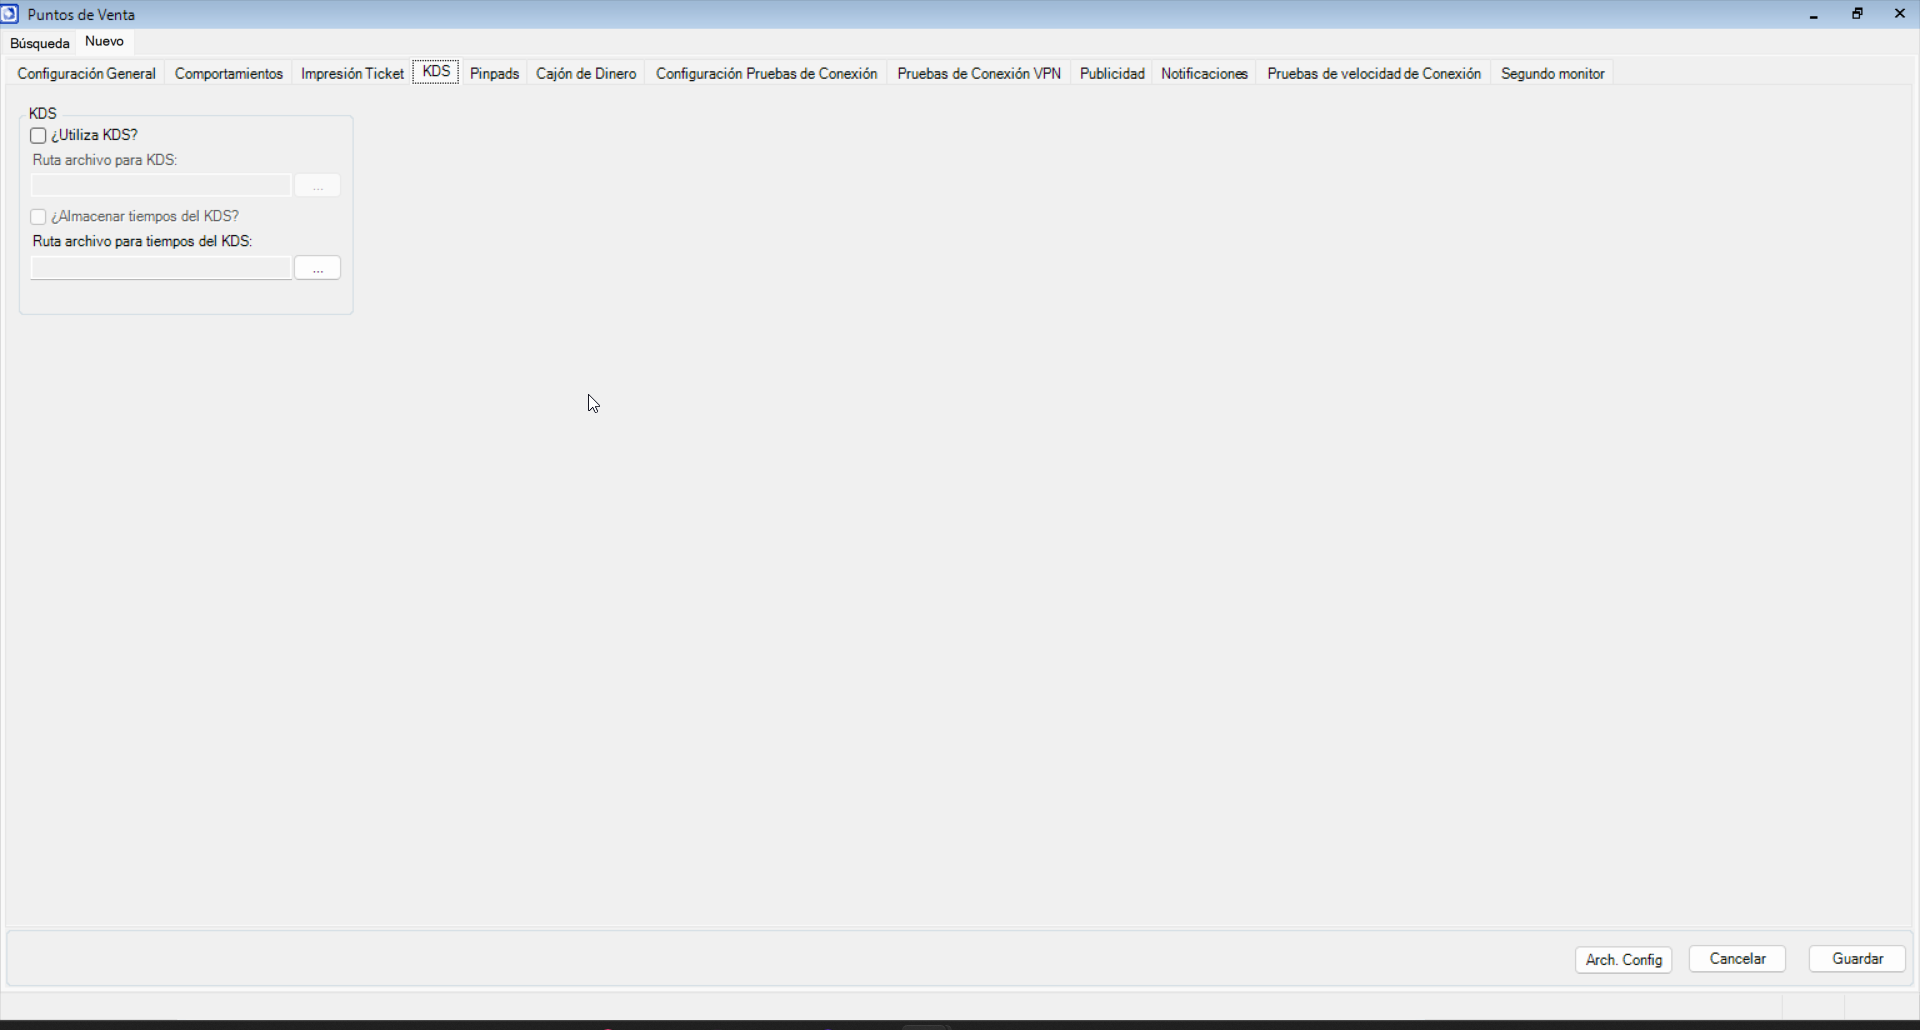 Puntos de Venta
Búsqueda Nuevo
Configuración General Comportamientos Impresión Ticket KDS Pinpads Cajón de Dinero Configuración Pruebas de Conexión Pruebas de Conexión VPN Publicidad Notificaciones Pruebas de velocidad de Conexión Segundo monitor
KDS
¿Utiliza KDS?
Ruta archivo para KDS:
...
¿Almacenar tiempos del KDS?
Ruta archivo para tiempos del KDS:
...
Arch. Config Cancelar Guardar